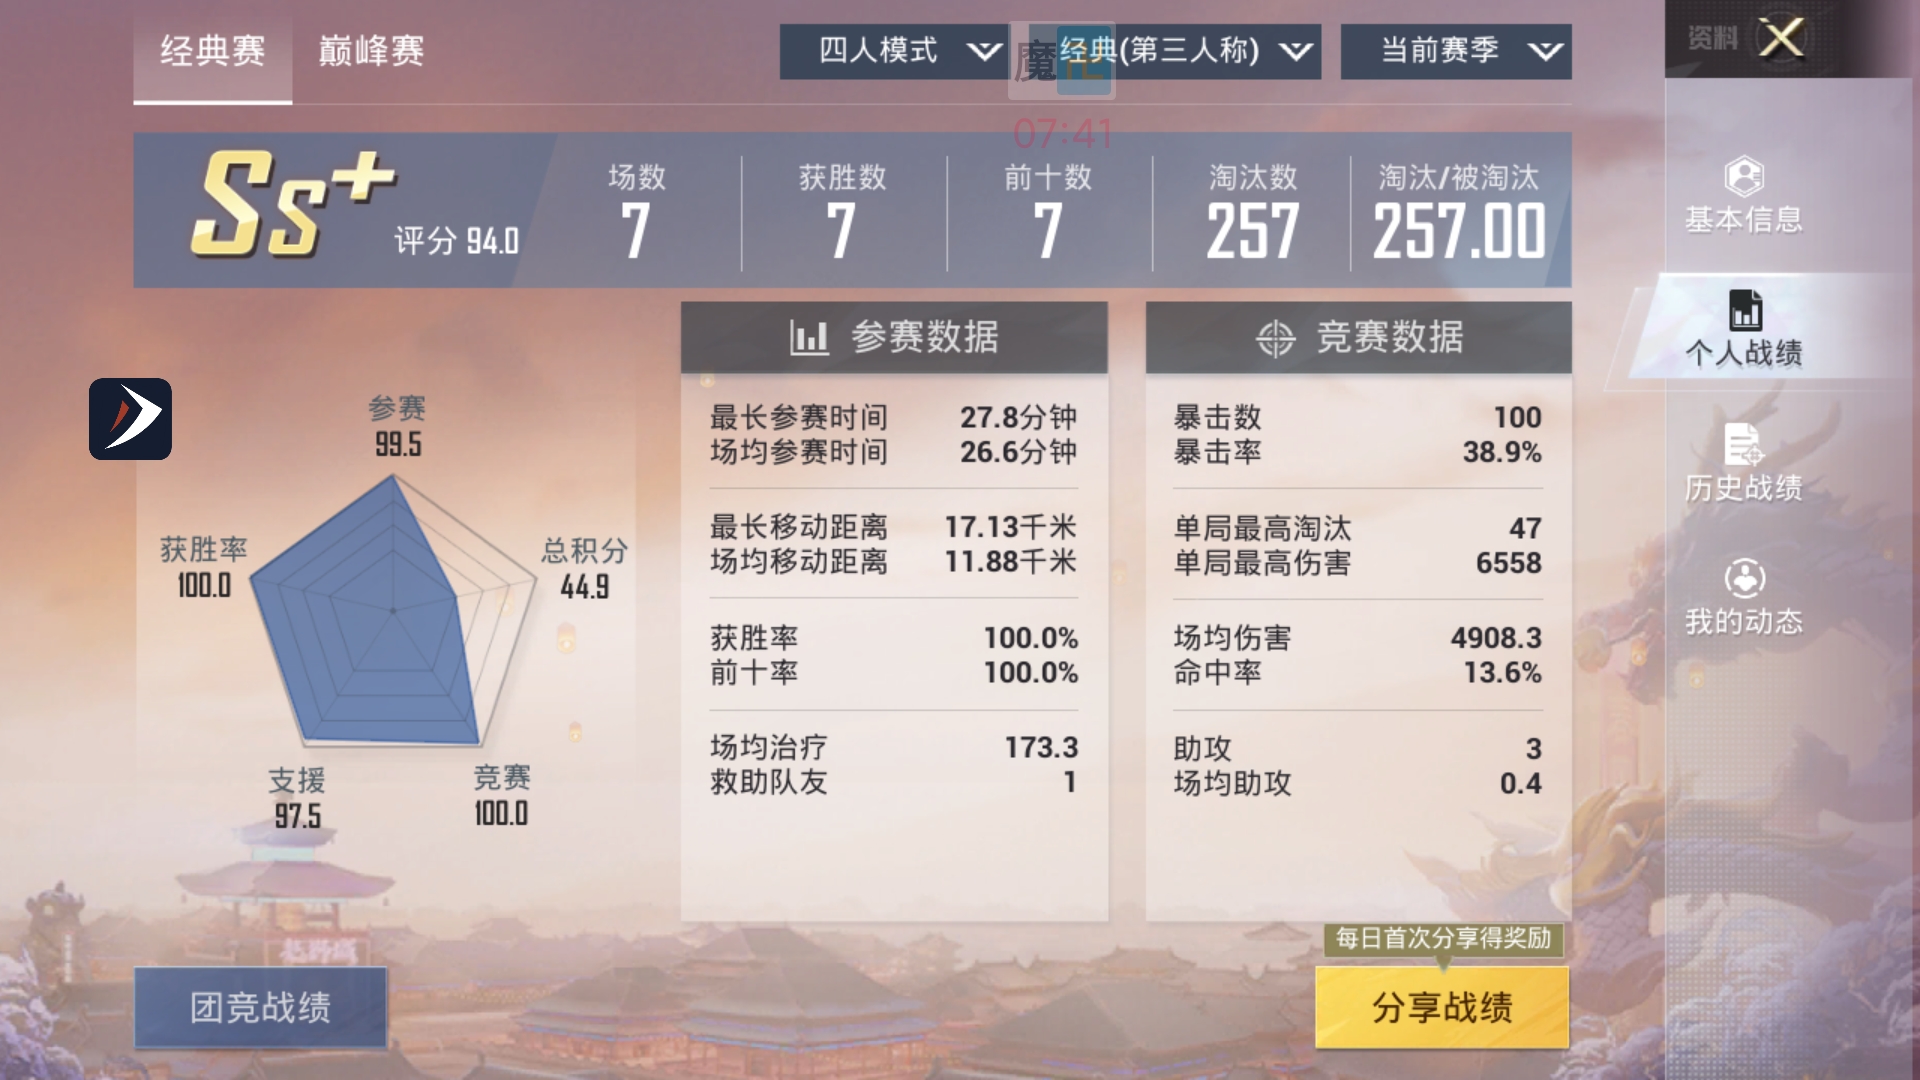 经典赛 巅峰赛 四人模式 经典(第三人称) 当前赛季 资料
魔
07:41
Ss+ 评分 94.0
场数 获胜数 前十数 淘汰数 淘汰/被淘汰
7 7 7 257 257.00
参赛
99.5
获胜率
100.0
总积分
44.9
支援
97.5
竞赛
100.0
参赛数据
最长参赛时间 27.8分钟
场均参赛时间 26.6分钟
最长移动距离 17.13千米
场均移动距离 11.88千米
获胜率 100.0%
前十率 100.0%
场均治疗 173.3
救助队友 1
竞赛数据
暴击数 100
暴击率 38.9%
单局最高淘汰 47
单局最高伤害 6558
场均伤害 4908.3
命中率 13.6%
助攻 3
场均助攻 0.4
基本信息
个人战绩
历史战绩
我的动态
每日首次分享得奖励
团竞战绩 分享战绩